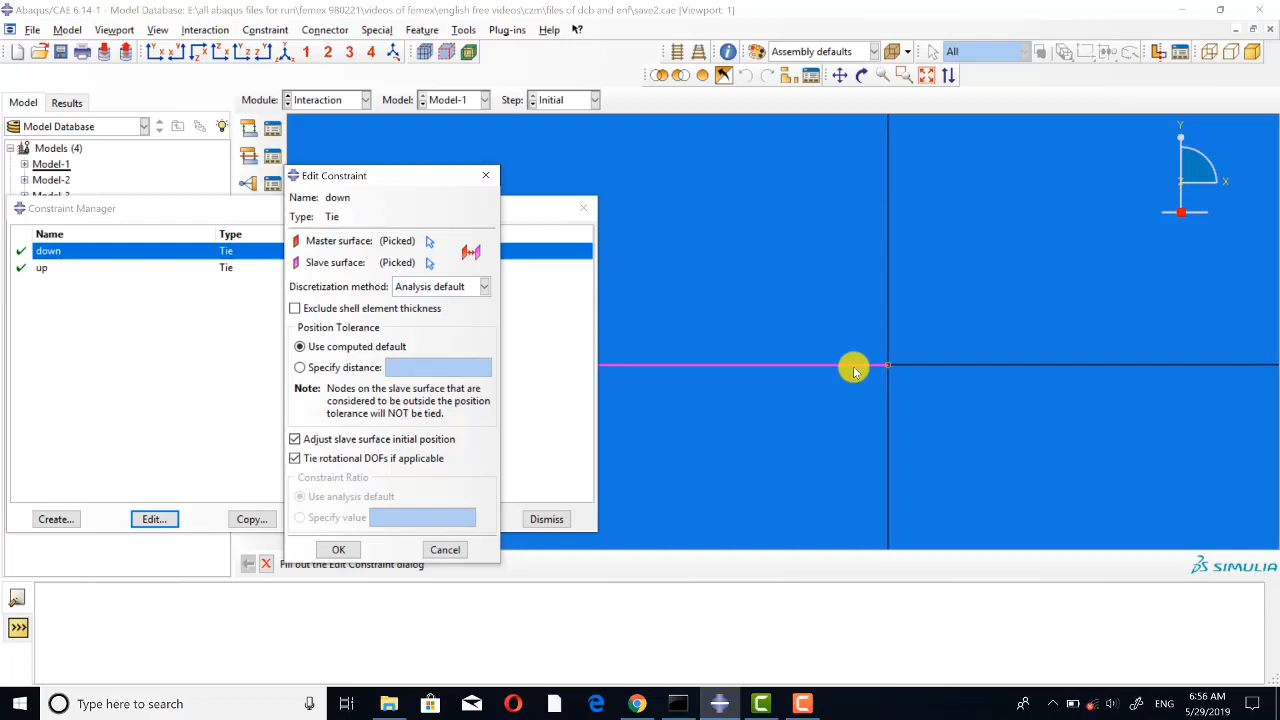 Abaqus/CAE 6.14-1 - Model Database: E:\all abaqus files for run\femex 980221\videos of femex\english free videos\czm\files of dcb and enf\save2.cae [Viewport: 1]
File Model Viewport View Interaction Constraint Connector Special Feature Tools Plug-ins Help
1 2 3 4 Assembly defaults All
Model Results Module: Interaction Model: Model-1 Step: Initial
Model Database
Models (4)
Model-1
Model-2
Constraint Manager
Name Type
down Tie
up Tie
Create... Edit... Copy... Dismiss
Edit Constraint
Name: down
Type: Tie
Master surface: (Picked)
Slave surface: (Picked)
Discretization method: Analysis default
Exclude shell element thickness
Position Tolerance
Use computed default
Specify distance:
Note: Nodes on the slave surface that are
considered to be outside the position
tolerance will NOT be tied.
Adjust slave surface initial position
Tie rotational DOFs if applicable
Constraint Ratio
Use analysis default
Specify value
OK Cancel
Fill out the Edit Constraint dialog
Y
Z X
SIMULIA
>>>
Type here to search
ENG
6:56 AM
5/29/2019